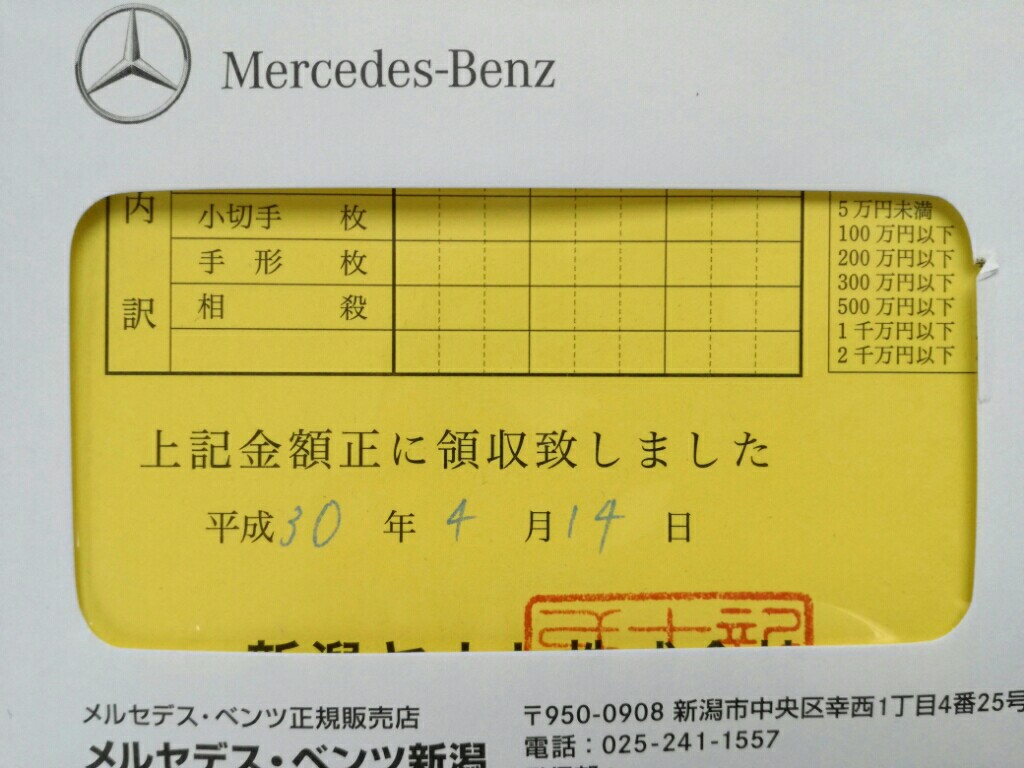 Mercedes-Benz
内訳
小切手 枚
手形 枚
相殺
5万円未満
100万円以下
200万円以下
300万円以下
500万円以下
1千万円以下
2千万円以下
上記金額正に領収致しました
平成30年4月14日
メルセデス・ベンツ正規販売店
メルセデス・ベンツ新潟
〒950-0908 新潟市中央区幸西1丁目4番25号
電話：025-241-1557